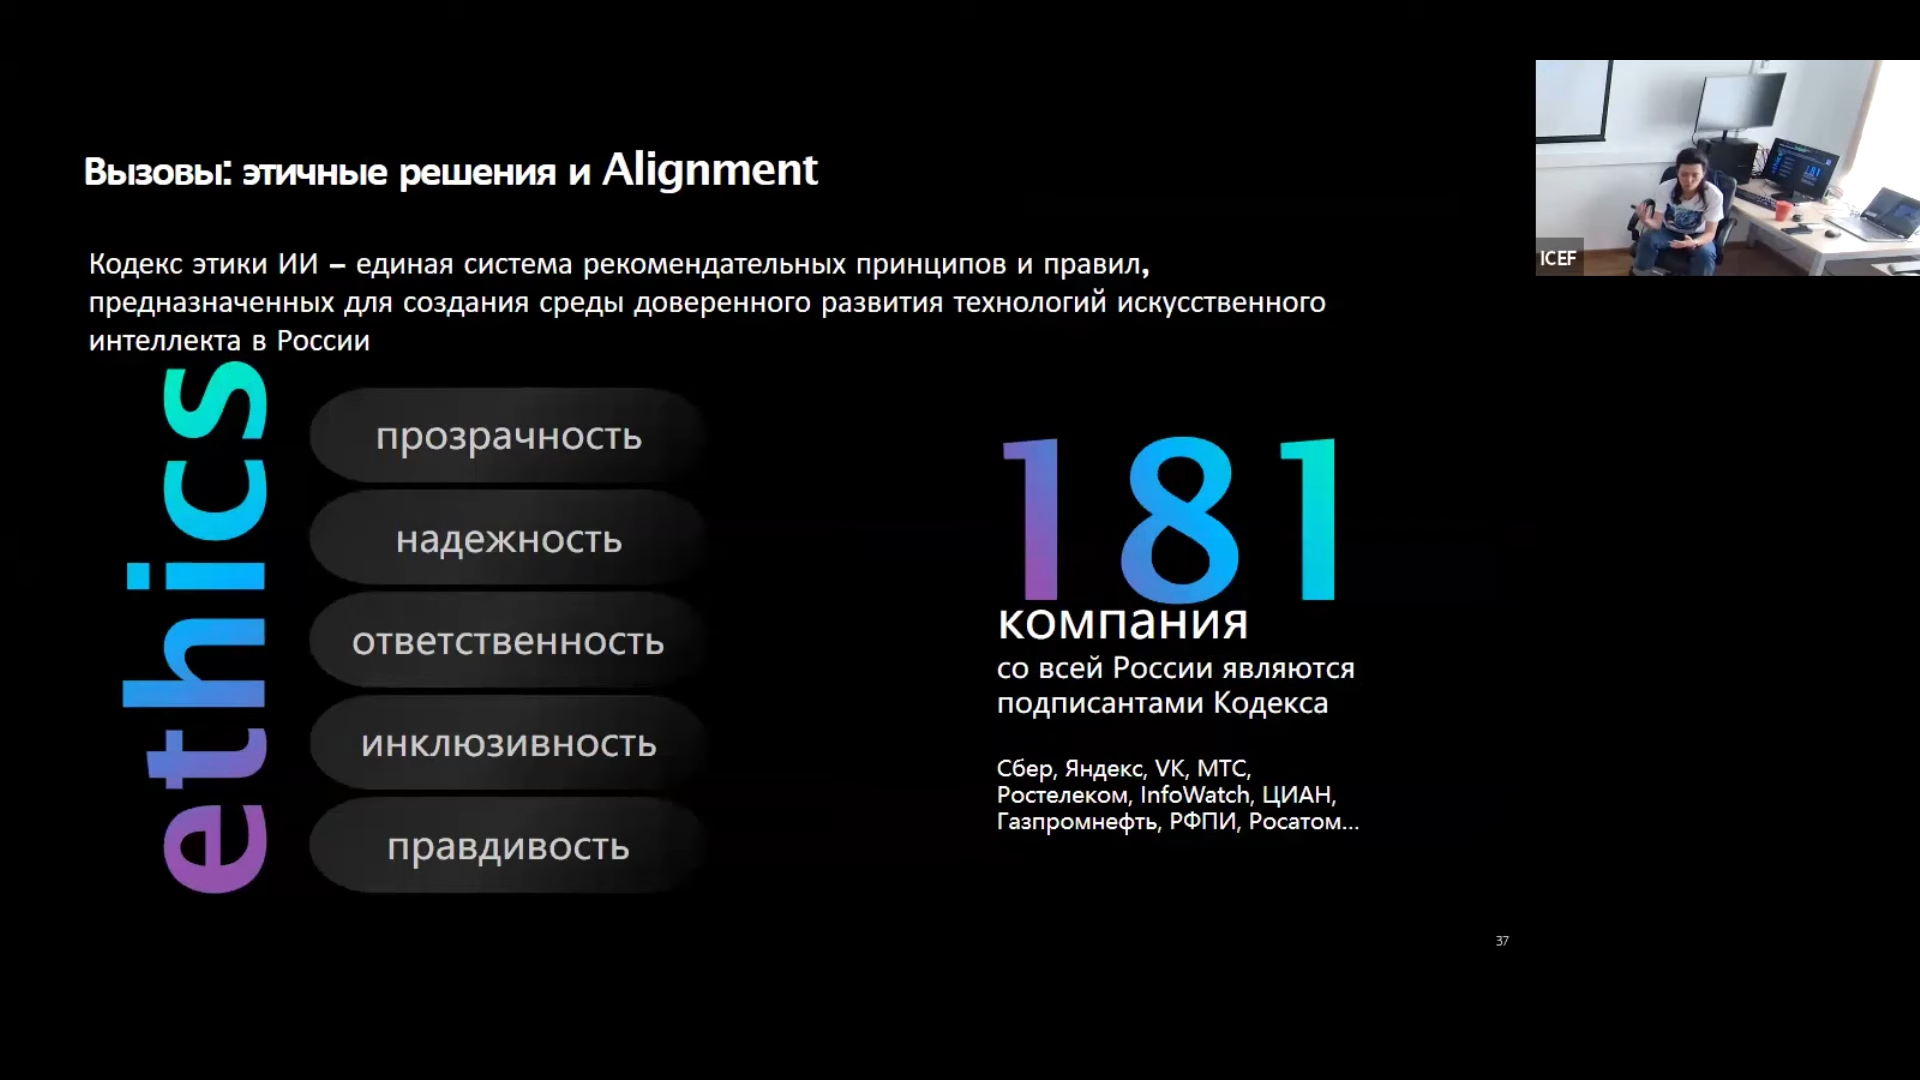 Вызовы: этичные решения и Alignment
Кодекс этики ИИ – единая система рекомендательных принципов и правил,
предназначенных для создания среды доверенного развития технологий искусственного
интеллекта в России
ethics
прозрачность
надежность
ответственность
инклюзивность
правдивость
181
компания
со всей России являются
подписантами Кодекса
Сбер, Яндекс, VK, МТС,
Ростелеком, InfoWatch, ЦИАН,
Газпромнефть, РФПИ, Росатом...
37
ICEF